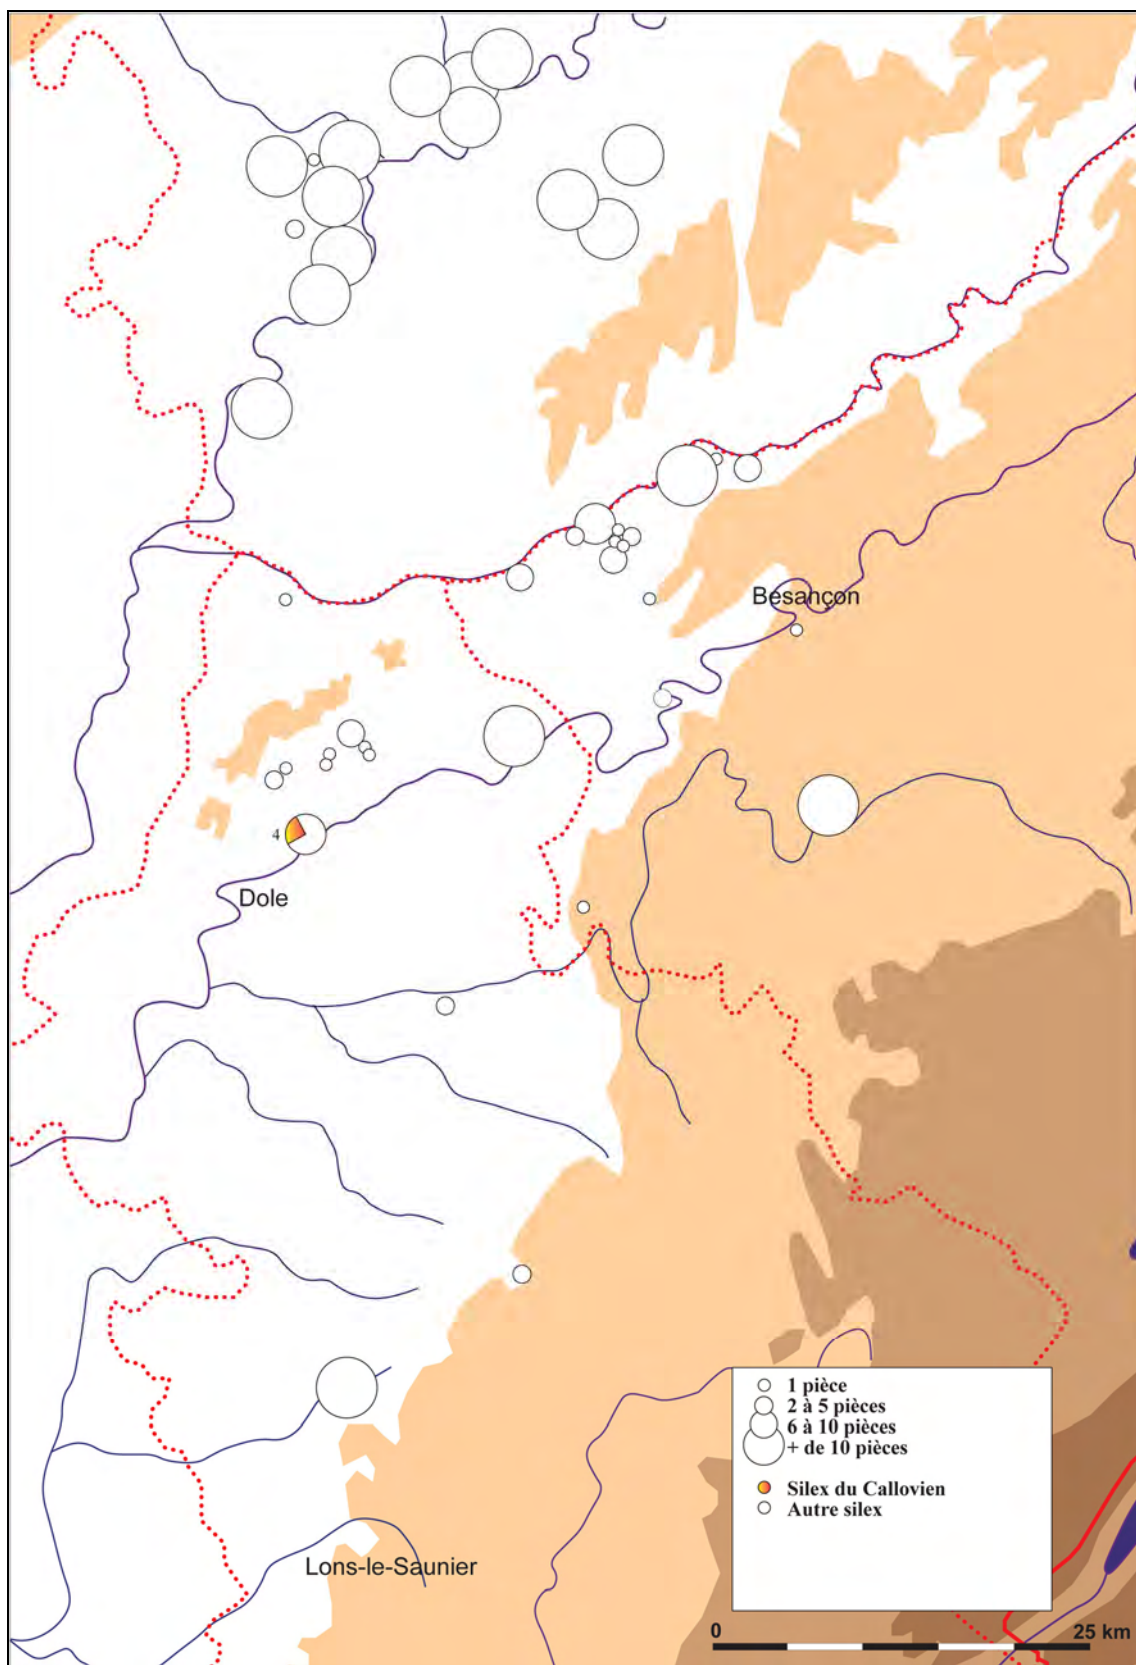 Besançon
4
Dole
1 pièce
2 à 5 pièces
6 à 10 pièces
+ de 10 pièces
Silex du Callovien
Autre silex
Lons-le-Saunier
0 25 km